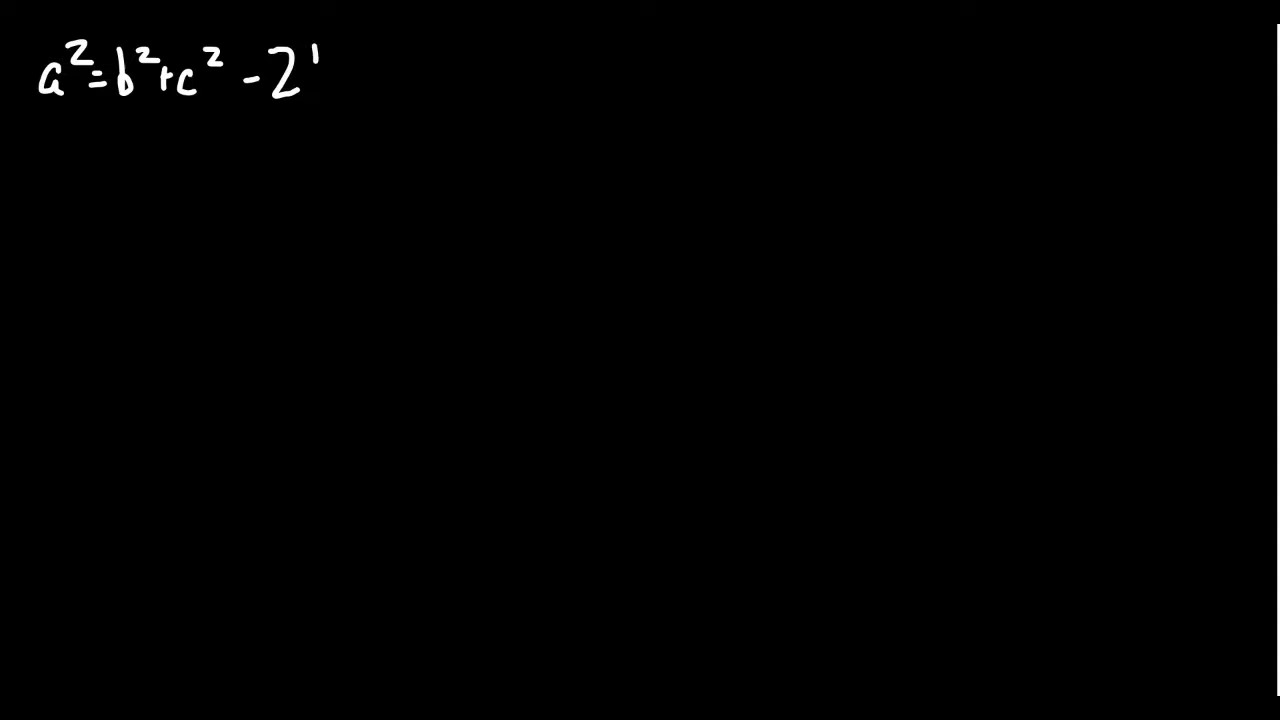 a² = b² + c² - 2